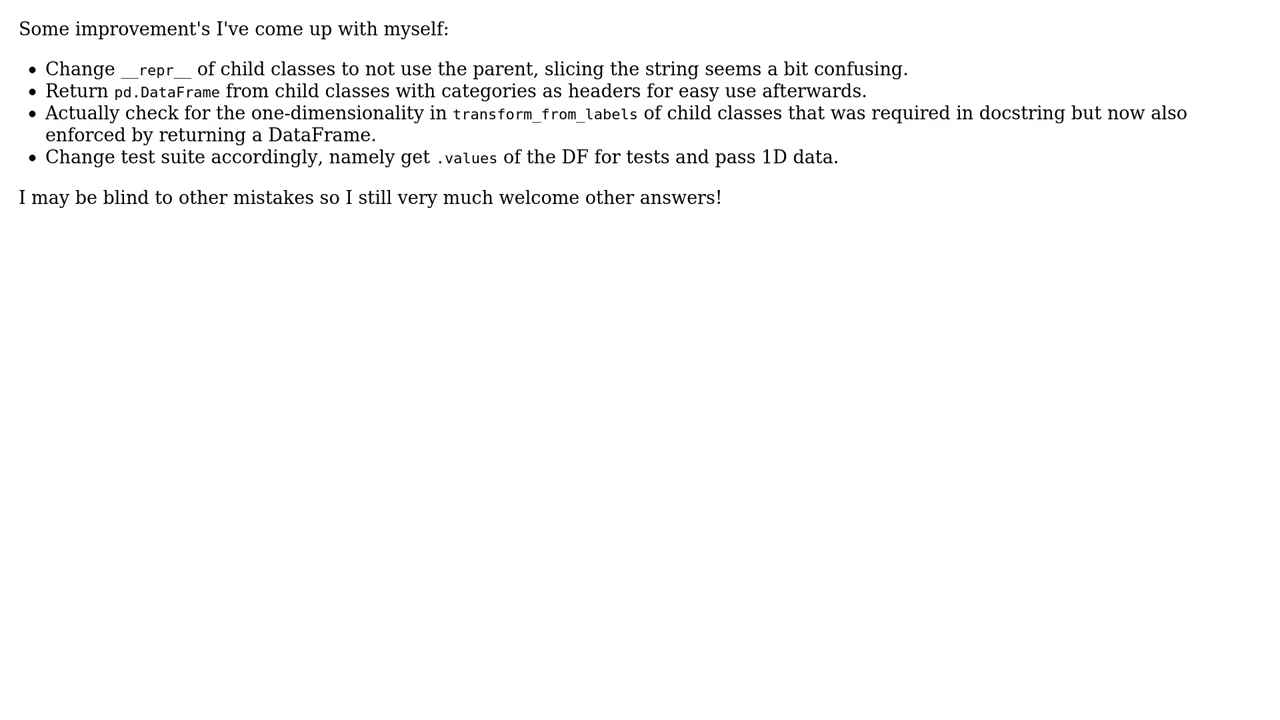 Some improvement's I've come up with myself:
• Change __repr__ of child classes to not use the parent, slicing the string seems a bit confusing.
• Return pd.DataFrame from child classes with categories as headers for easy use afterwards.
• Actually check for the one-dimensionality in transform_from_labels of child classes that was required in docstring but now also
enforced by returning a DataFrame.
• Change test suite accordingly, namely get .values of the DF for tests and pass 1D data.
I may be blind to other mistakes so I still very much welcome other answers!